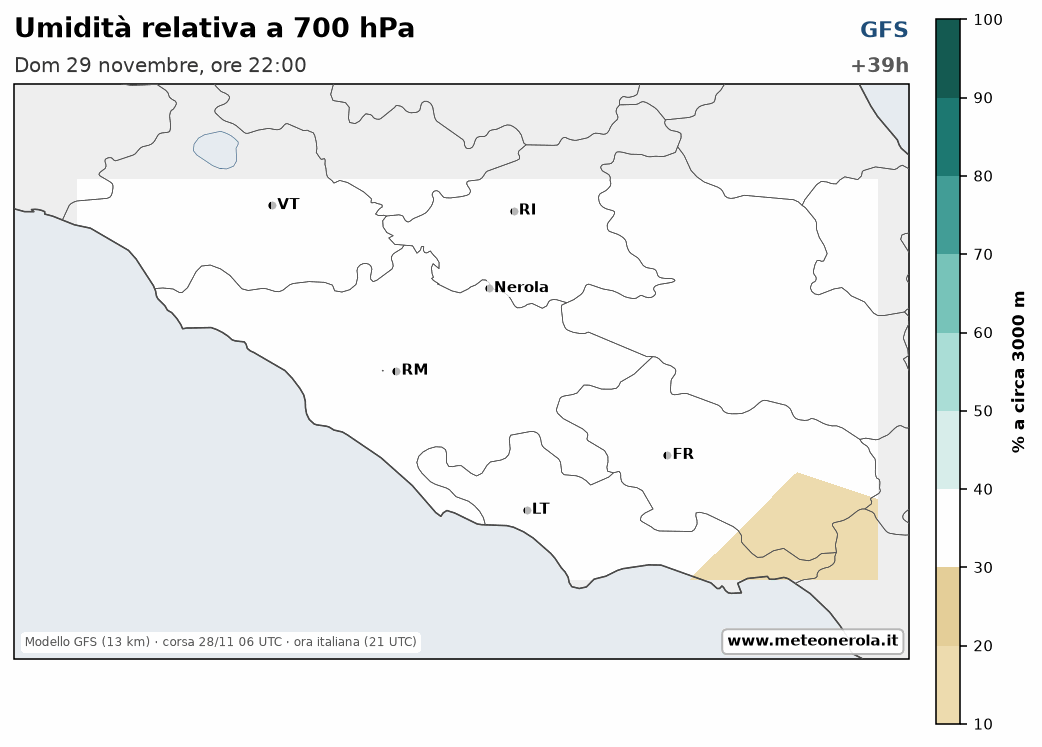 Umidità relativa a 700 hPa
GFS
Dom 29 novembre, ore 22:00
+39h
VT
RI
Nerola
RM
FR
LT
Modello GFS (13 km) · corsa 28/11 06 UTC · ora italiana (21 UTC)
www.meteonerola.it
100
90
80
70
60
50
40
30
20
10
% a circa 3000 m